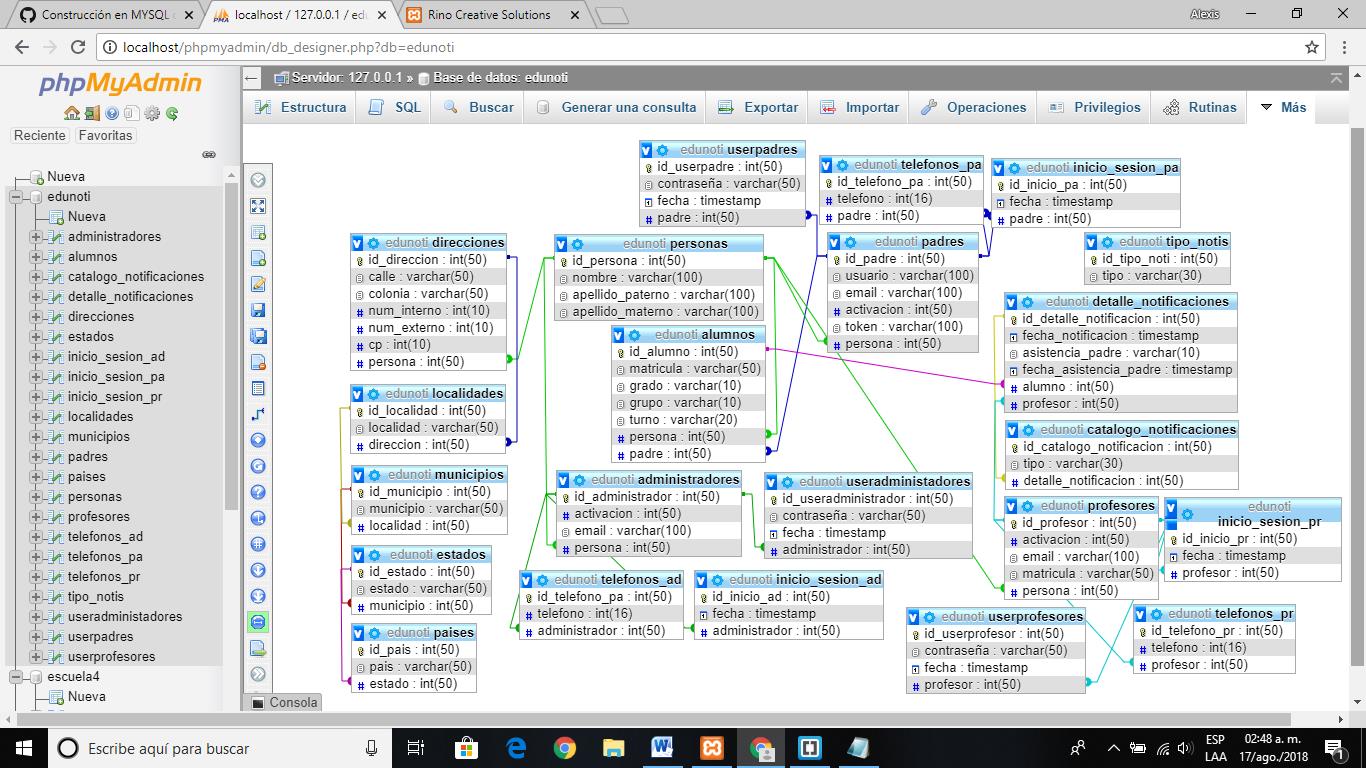 Construcción en MYSQL
localhost / 127.0.0.1 / edu
Rino Creative Solutions
Alexis
localhost/phpmyadmin/db_designer.php?db=edunoti
phpMyAdmin
Reciente
Favoritas
Nueva
edunoti
Nueva
administradores
alumnos
catalogo_notificaciones
detalle_notificaciones
direcciones
estados
inicio_sesion_ad
inicio_sesion_pa
inicio_sesion_pr
localidades
municipios
padres
paises
personas
profesores
telefonos_ad
telefonos_pa
telefonos_pr
tipo_notis
useradministadores
userpadres
userprofesores
escuela4
Nueva
Servidor: 127.0.0.1 » Base de datos: edunoti
Estructura
SQL
Buscar
Generar una consulta
Exportar
Importar
Operaciones
Privilegios
Rutinas
Más
edunoti userpadres
id_userpadre : int(50)
contraseña : varchar(50)
fecha : timestamp
padre : int(50)
edunoti telefonos_pa
id_telefono_pa : int(50)
telefono : int(16)
padre : int(50)
edunoti inicio_sesion_pa
id_inicio_pa : int(50)
fecha : timestamp
padre : int(50)
edunoti direcciones
id_direccion : int(50)
calle : varchar(50)
colonia : varchar(50)
num_interno : int(10)
num_externo : int(10)
cp : int(10)
persona : int(50)
edunoti personas
id_persona : int(50)
nombre : varchar(100)
apellido_paterno : varchar(100)
apellido_materno : varchar(100)
edunoti padres
id_padre : int(50)
usuario : varchar(100)
email : varchar(100)
activacion : int(50)
token : varchar(100)
persona : int(50)
edunoti tipo_notis
id_tipo_noti : int(50)
tipo : varchar(30)
edunoti detalle_notificaciones
id_detalle_notificacion : int(50)
fecha_notificacion : timestamp
asistencia_padre : varchar(10)
fecha_asistencia_padre : timestamp
alumno : int(50)
profesor : int(50)
edunoti alumnos
id_alumno : int(50)
matricula : varchar(50)
grado : varchar(10)
grupo : varchar(10)
turno : varchar(20)
persona : int(50)
padre : int(50)
edunoti localidades
id_localidad : int(50)
localidad : varchar(50)
direccion : int(50)
edunoti catalogo_notificaciones
id_catalogo_notificacion : int(50)
tipo : varchar(30)
detalle_notificacion : int(50)
edunoti municipios
id_municipio : int(50)
municipio : varchar(50)
localidad : int(50)
edunoti administradores
id_administrador : int(50)
activacion : int(50)
email : varchar(100)
persona : int(50)
edunoti useradministadores
id_useradministrador : int(50)
contraseña : varchar(50)
fecha : timestamp
administrador : int(50)
edunoti profesores
id_profesor : int(50)
activacion : int(50)
email : varchar(100)
matricula : varchar(50)
persona : int(50)
edunoti
inicio_sesion_pr
id_inicio_pr : int(50)
fecha : timestamp
profesor : int(50)
edunoti estados
id_estado : int(50)
estado : varchar(50)
municipio : int(50)
edunoti telefonos_ad
id_telefono_pa : int(50)
telefono : int(16)
administrador : int(50)
edunoti inicio_sesion_ad
id_inicio_ad : int(50)
fecha : timestamp
administrador : int(50)
edunoti userprofesores
id_userprofesor : int(50)
contraseña : varchar(50)
fecha : timestamp
profesor : int(50)
edunoti telefonos_pr
id_telefono_pr : int(50)
telefono : int(16)
profesor : int(50)
edunoti paises
id_pais : int(50)
pais : varchar(50)
estado : int(50)
Consola
Escribe aquí para buscar
ESP
LAA
02:48 a. m.
17/ago./2018
1